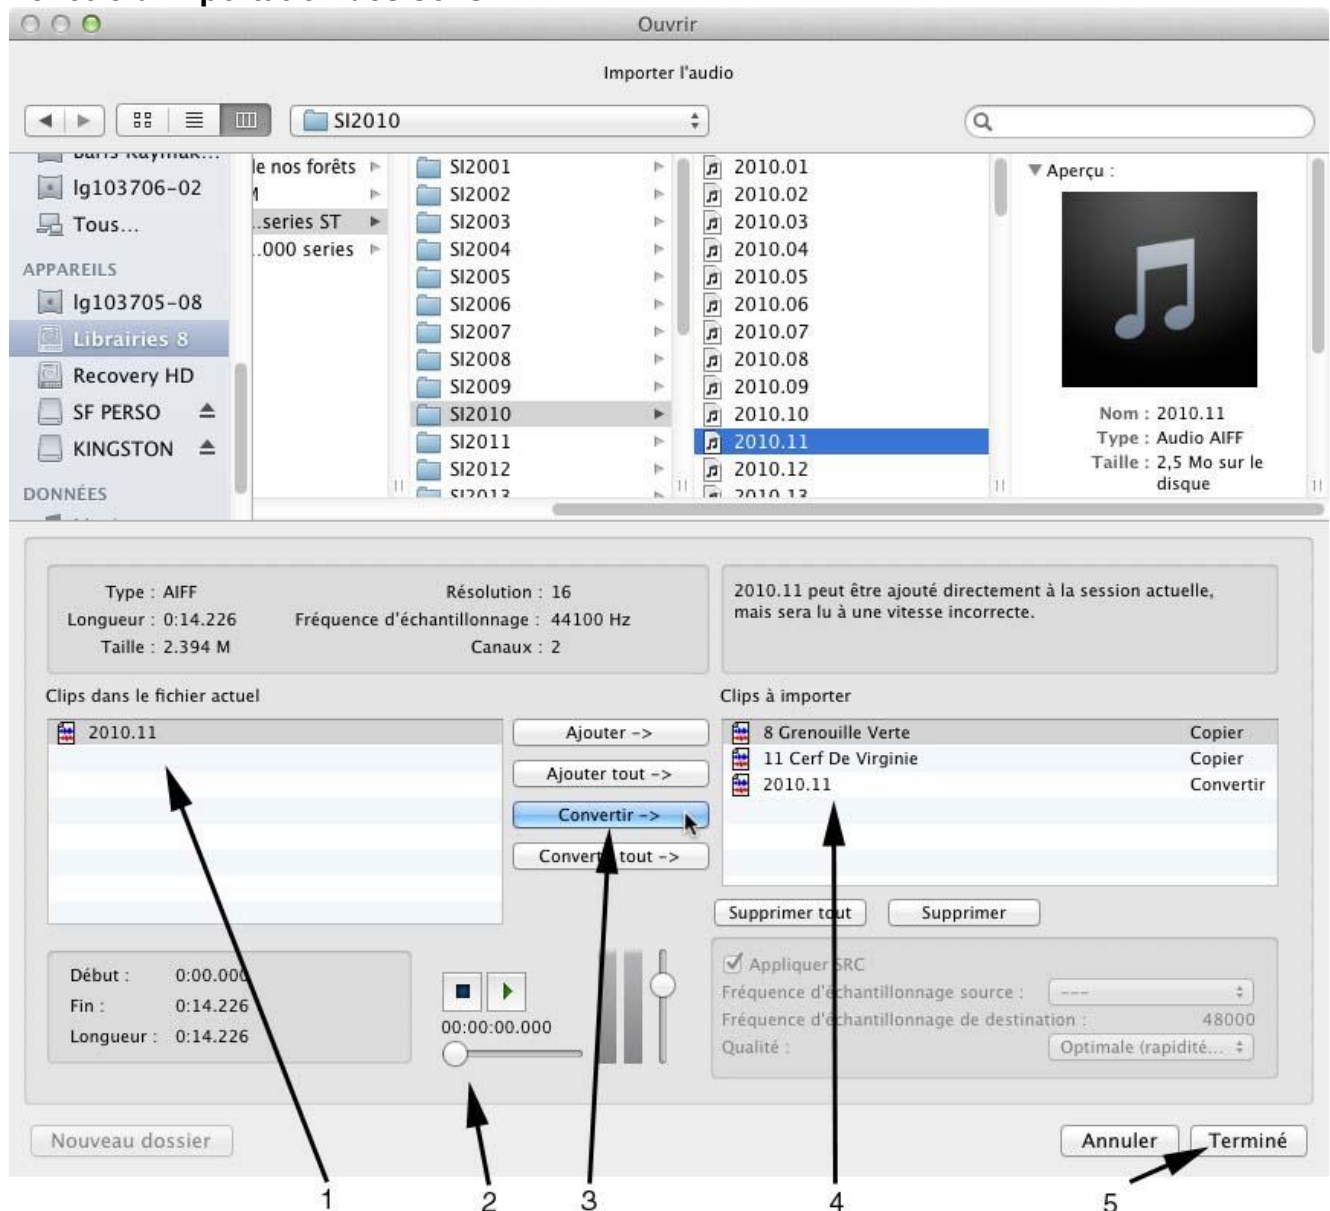 Ouvrir
Importer l'audio
SI2010
lg103706-02
Tous...
APPAREILS
lg103705-08
Librairies 8
Recovery HD
SF PERSO
KINGSTON
DONNÉES
le nos forêts
..series ST
..000 series
SI2001
SI2002
SI2003
SI2004
SI2005
SI2006
SI2007
SI2008
SI2009
SI2010
SI2011
SI2012
SI2013
2010.01
2010.02
2010.03
2010.04
2010.05
2010.06
2010.07
2010.08
2010.09
2010.10
2010.11
2010.12
2010.13
Aperçu :
Nom : 2010.11
Type : Audio AIFF
Taille : 2,5 Mo sur le
disque
Type : AIFF Résolution : 16
Longueur : 0:14.226 Fréquence d'échantillonnage : 44100 Hz
Taille : 2.394 M Canaux : 2
2010.11 peut être ajouté directement à la session actuelle,
mais sera lu à une vitesse incorrecte.
Clips dans le fichier actuel
2010.11
Ajouter ->
Ajouter tout ->
Convertir ->
Convertir tout ->
Clips à importer
8 Grenouille Verte Copier
11 Cerf De Virginie Copier
2010.11 Convertir
Supprimer tout Supprimer
Début : 0:00.000
Fin : 0:14.226
Longueur : 0:14.226
00:00:00.000
Appliquer SRC
Fréquence d'échantillonnage source : ---
Fréquence d'échantillonnage de destination : 48000
Qualité : Optimale (rapidité...
Nouveau dossier Annuler Terminé
1 2 3 4 5